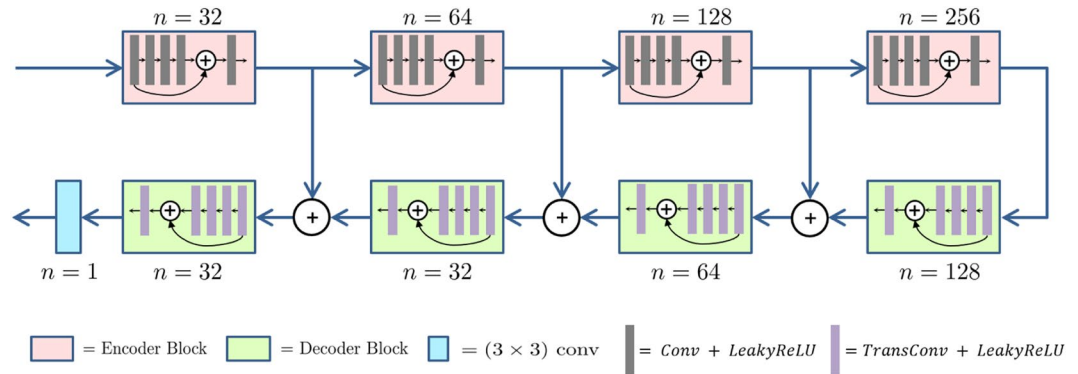 n = 32
n = 64
n = 128
n = 256
n = 1
n = 32
n = 32
n = 64
n = 128
= Encoder Block
= Decoder Block
= (3 × 3) conv
= Conv + LeakyReLU
= TransConv + LeakyReLU